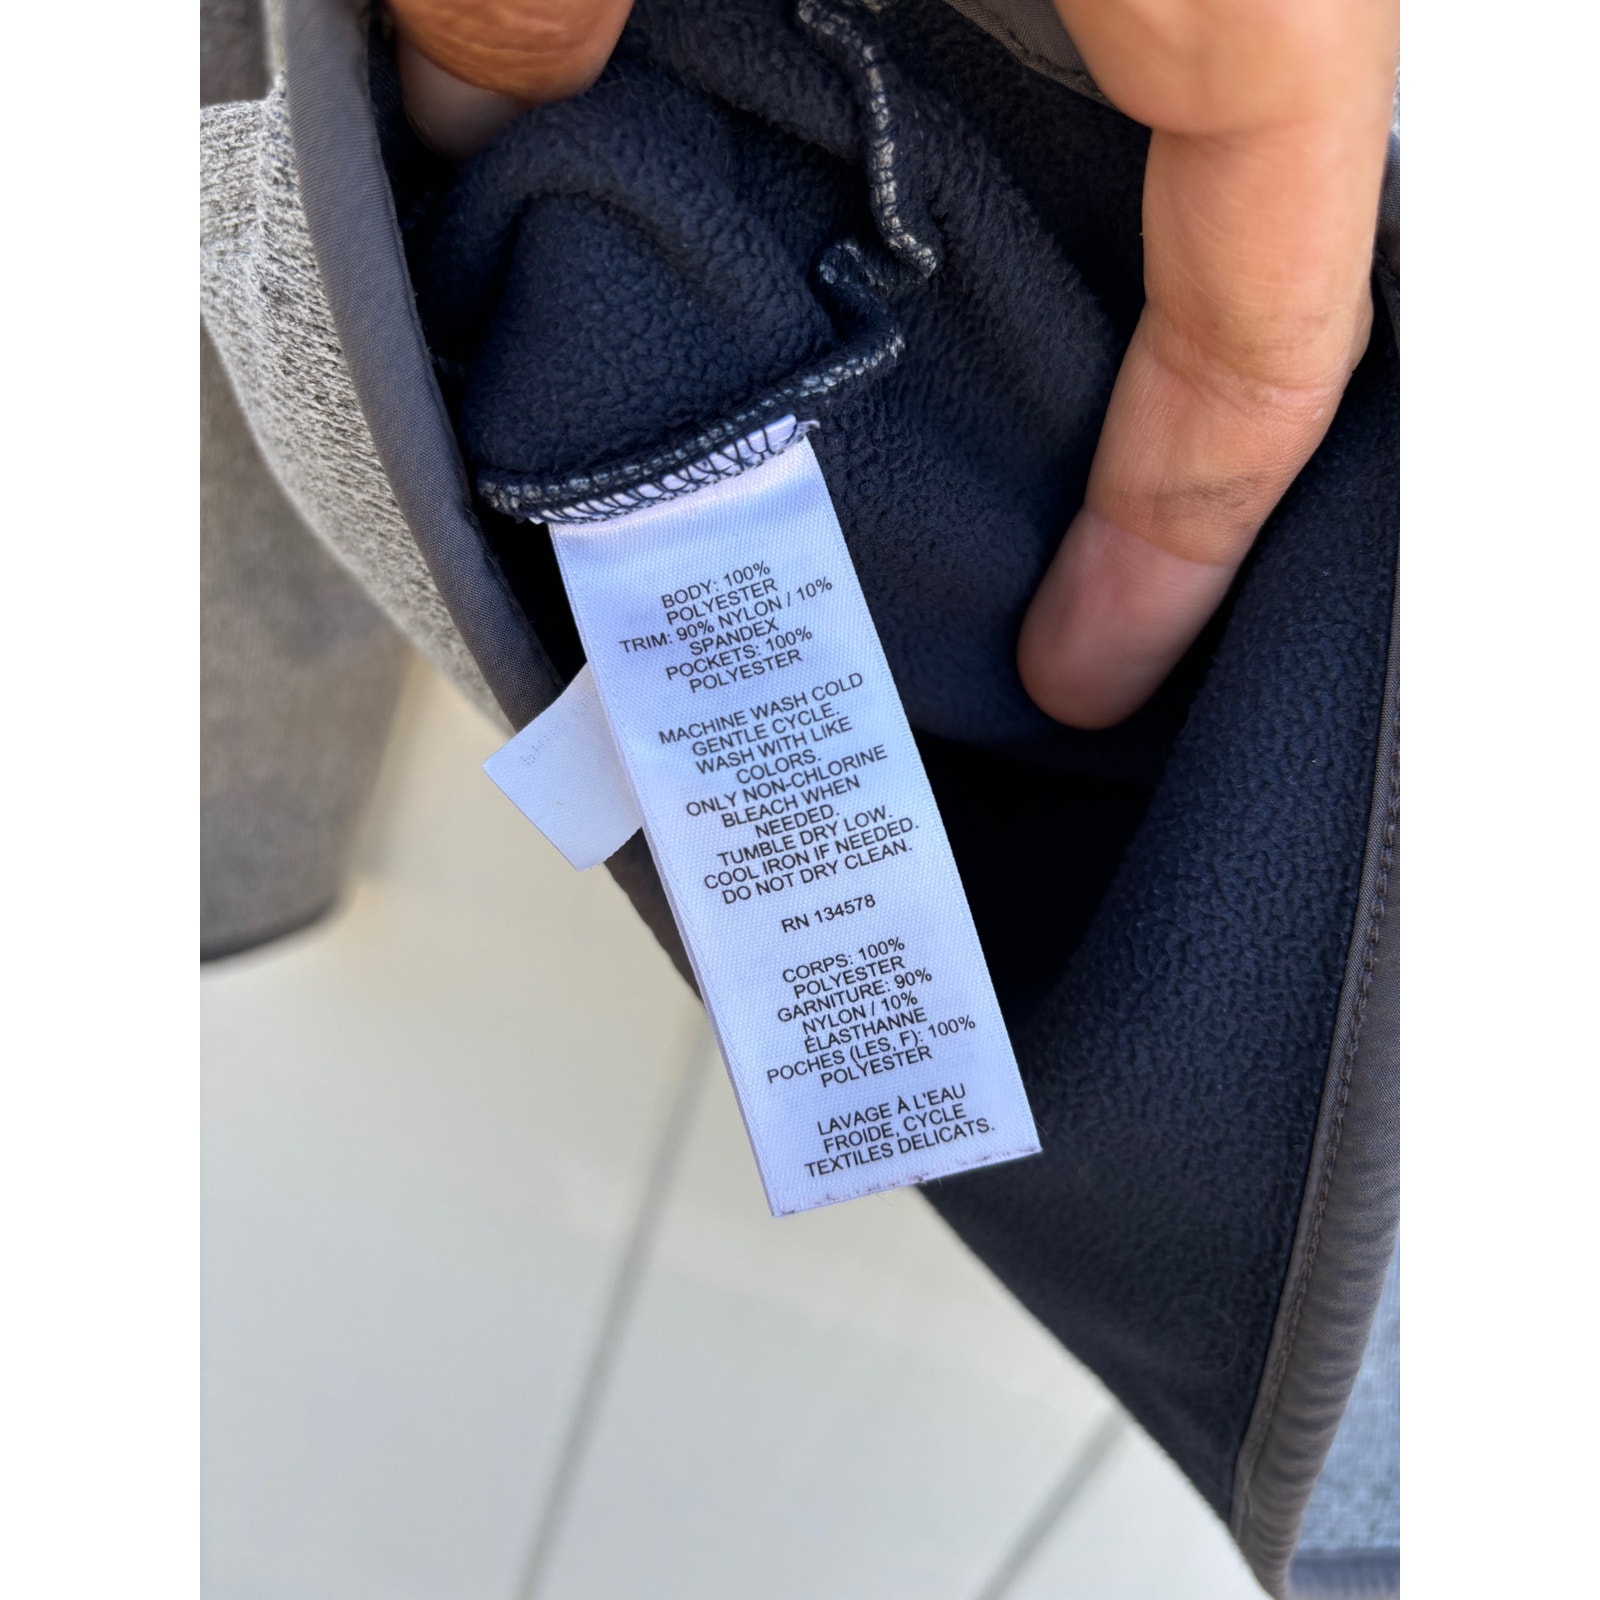 BODY: 100%
POLYESTER
TRIM: 90% NYLON / 10%
SPANDEX
POCKETS: 100%
POLYESTER
MACHINE WASH COLD
GENTLE CYCLE.
WASH WITH LIKE
COLORS.
ONLY NON-CHLORINE
BLEACH WHEN
NEEDED.
TUMBLE DRY LOW.
COOL IRON IF NEEDED.
DO NOT DRY CLEAN.
RN 134578
CORPS: 100%
POLYESTER
GARNITURE: 90%
NYLON / 10%
ÉLASTHANNE
POCHES (LES, F): 100%
POLYESTER
LAVAGE À L'EAU
FROIDE, CYCLE
TEXTILES DELICATS.